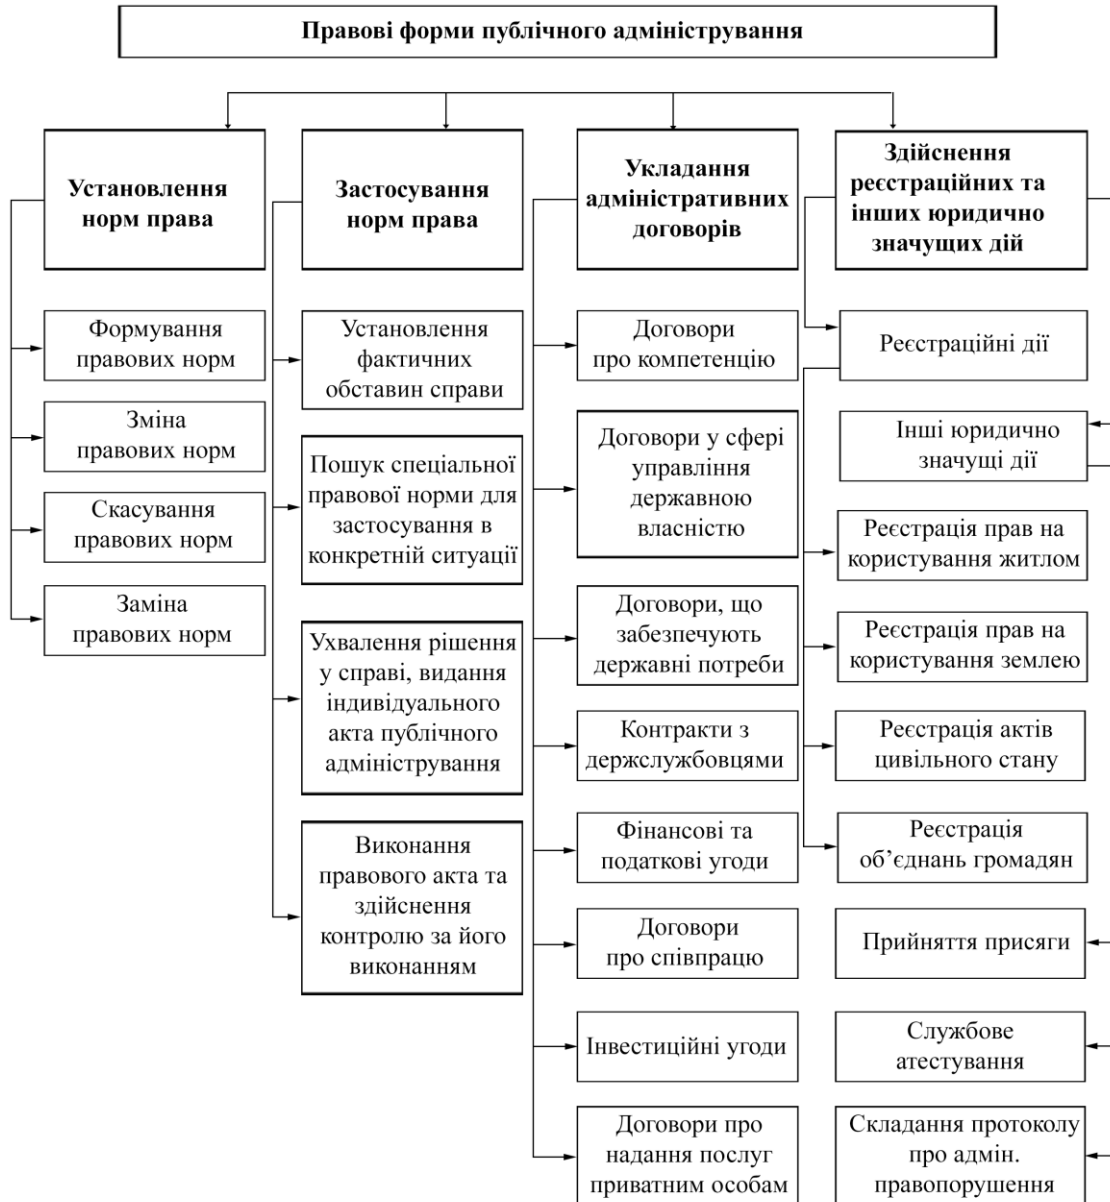 Правові форми публічного адміністрування
Установлення
норм права
Формування
правових норм
Зміна
правових норм
Скасування
правових норм
Заміна
правових норм
Застосування
норм права
Установлення
фактичних
обставин справи
Пошук спеціальної
правової норми для
застосування в
конкретній ситуації
Ухвалення рішення
у справі, видання
індивідуального
акта публічного
адміністрування
Виконання
правового акта та
здійснення
контролю за його
виконанням
Укладання
адміністративних
договорів
Договори
про компетенцію
Договори у сфері
управління
державною
власністю
Договори, що
забезпечують
державні потреби
Контракти з
держслужбовцями
Фінансові та
податкові угоди
Договори
про співпрацю
Інвестиційні угоди
Договори про
надання послуг
приватним особам
Здійснення
реєстраційних та
інших юридично
значущих дій
Реєстраційні дії
Інші юридично
значущі дії
Реєстрація прав на
користування житлом
Реєстрація прав на
користування землею
Реєстрація актів
цивільного стану
Реєстрація
об’єднань громадян
Прийняття присяги
Службове
атестування
Складання протоколу
про адмін.
правопорушення